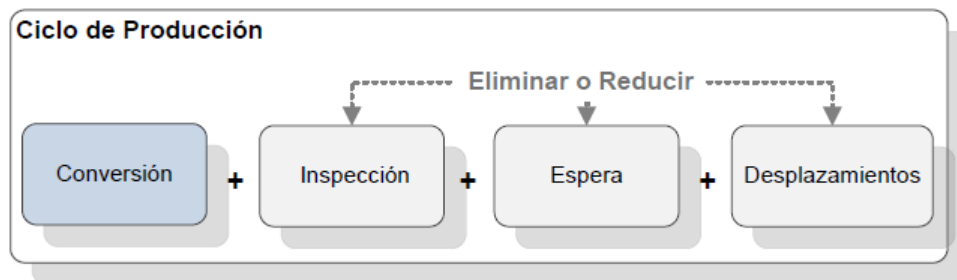 Ciclo de Producción
Eliminar o Reducir
Conversión + Inspección + Espera + Desplazamientos